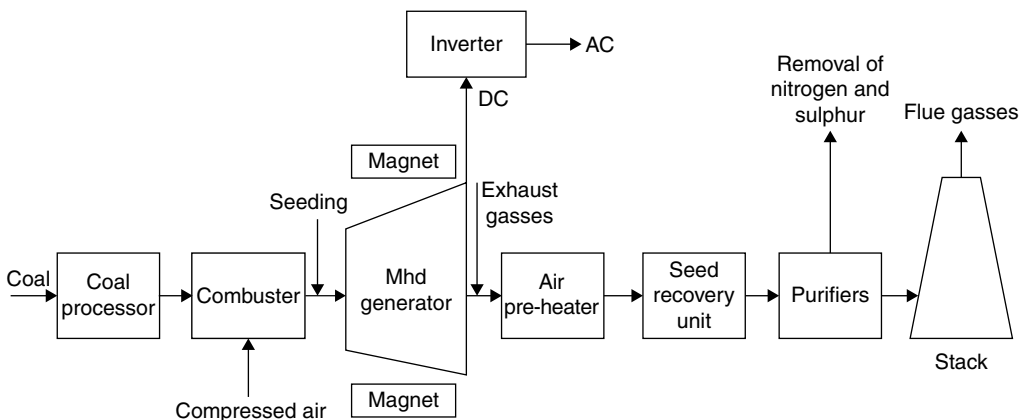 Inverter
AC
DC
Removal of
nitrogen and
sulphur
Flue gasses
Magnet
Seeding
Exhaust
gasses
Coal
Coal
processor
Combuster
Mhd
generator
Air
pre-heater
Seed
recovery
unit
Purifiers
Stack
Compressed air
Magnet